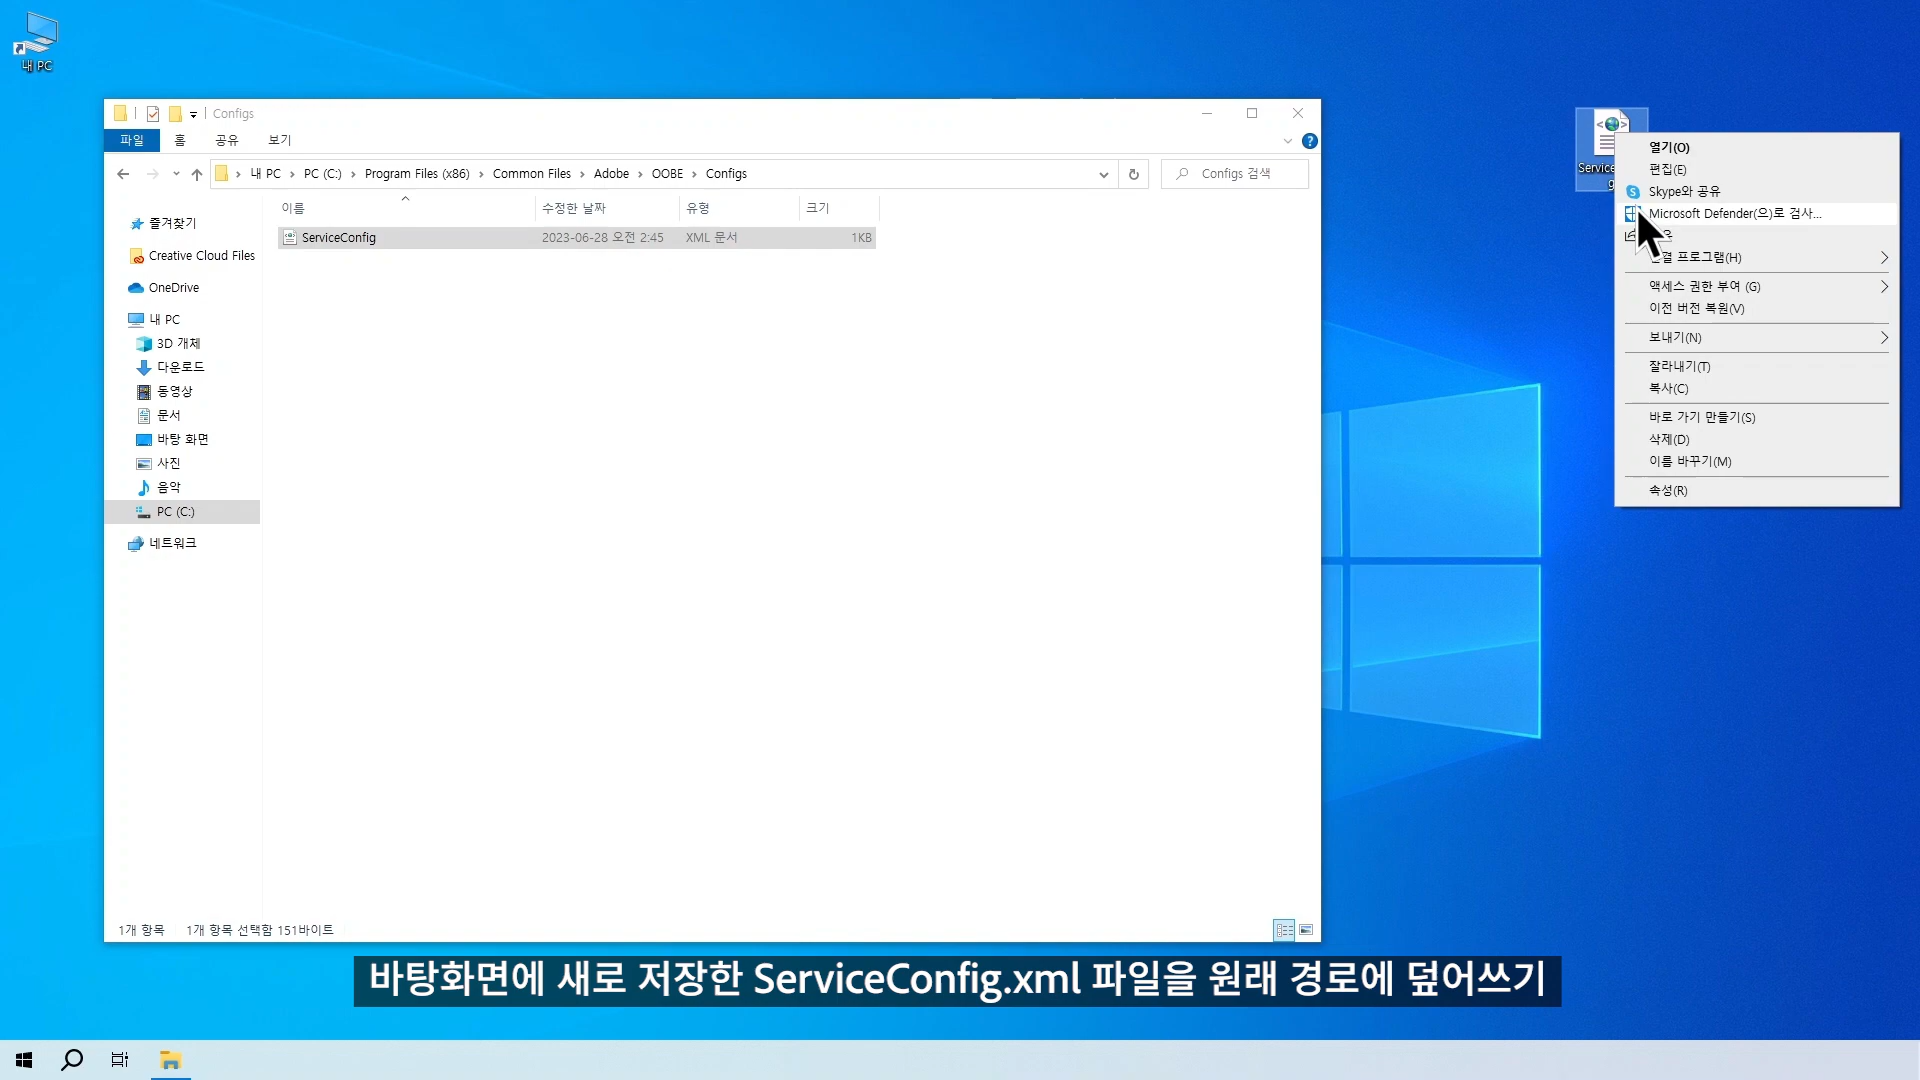 내 PC
Configs
파일 홈 공유 보기
내 PC > PC (C:) > Program Files (x86) > Common Files > Adobe > OOBE > Configs
Configs 검색
이름 수정한 날짜 유형 크기
ServiceConfig 2023-06-28 오전 2:45 XML 문서 1KB
즐겨찾기
Creative Cloud Files
OneDrive
내 PC
3D 개체
다운로드
동영상
문서
바탕 화면
사진
음악
PC (C:)
네트워크
1개 항목 1개 항목 선택함 151바이트
Service
g
열기(O)
편집(E)
Skype와 공유
Microsoft Defender(으)로 검사...
프로그램(H)
액세스 권한 부여 (G)
이전 버전 복원(V)
보내기(N)
잘라내기(T)
복사(C)
바로 가기 만들기(S)
삭제(D)
이름 바꾸기(M)
속성(R)
바탕화면에 새로 저장한 ServiceConfig.xml 파일을 원래 경로에 덮어쓰기